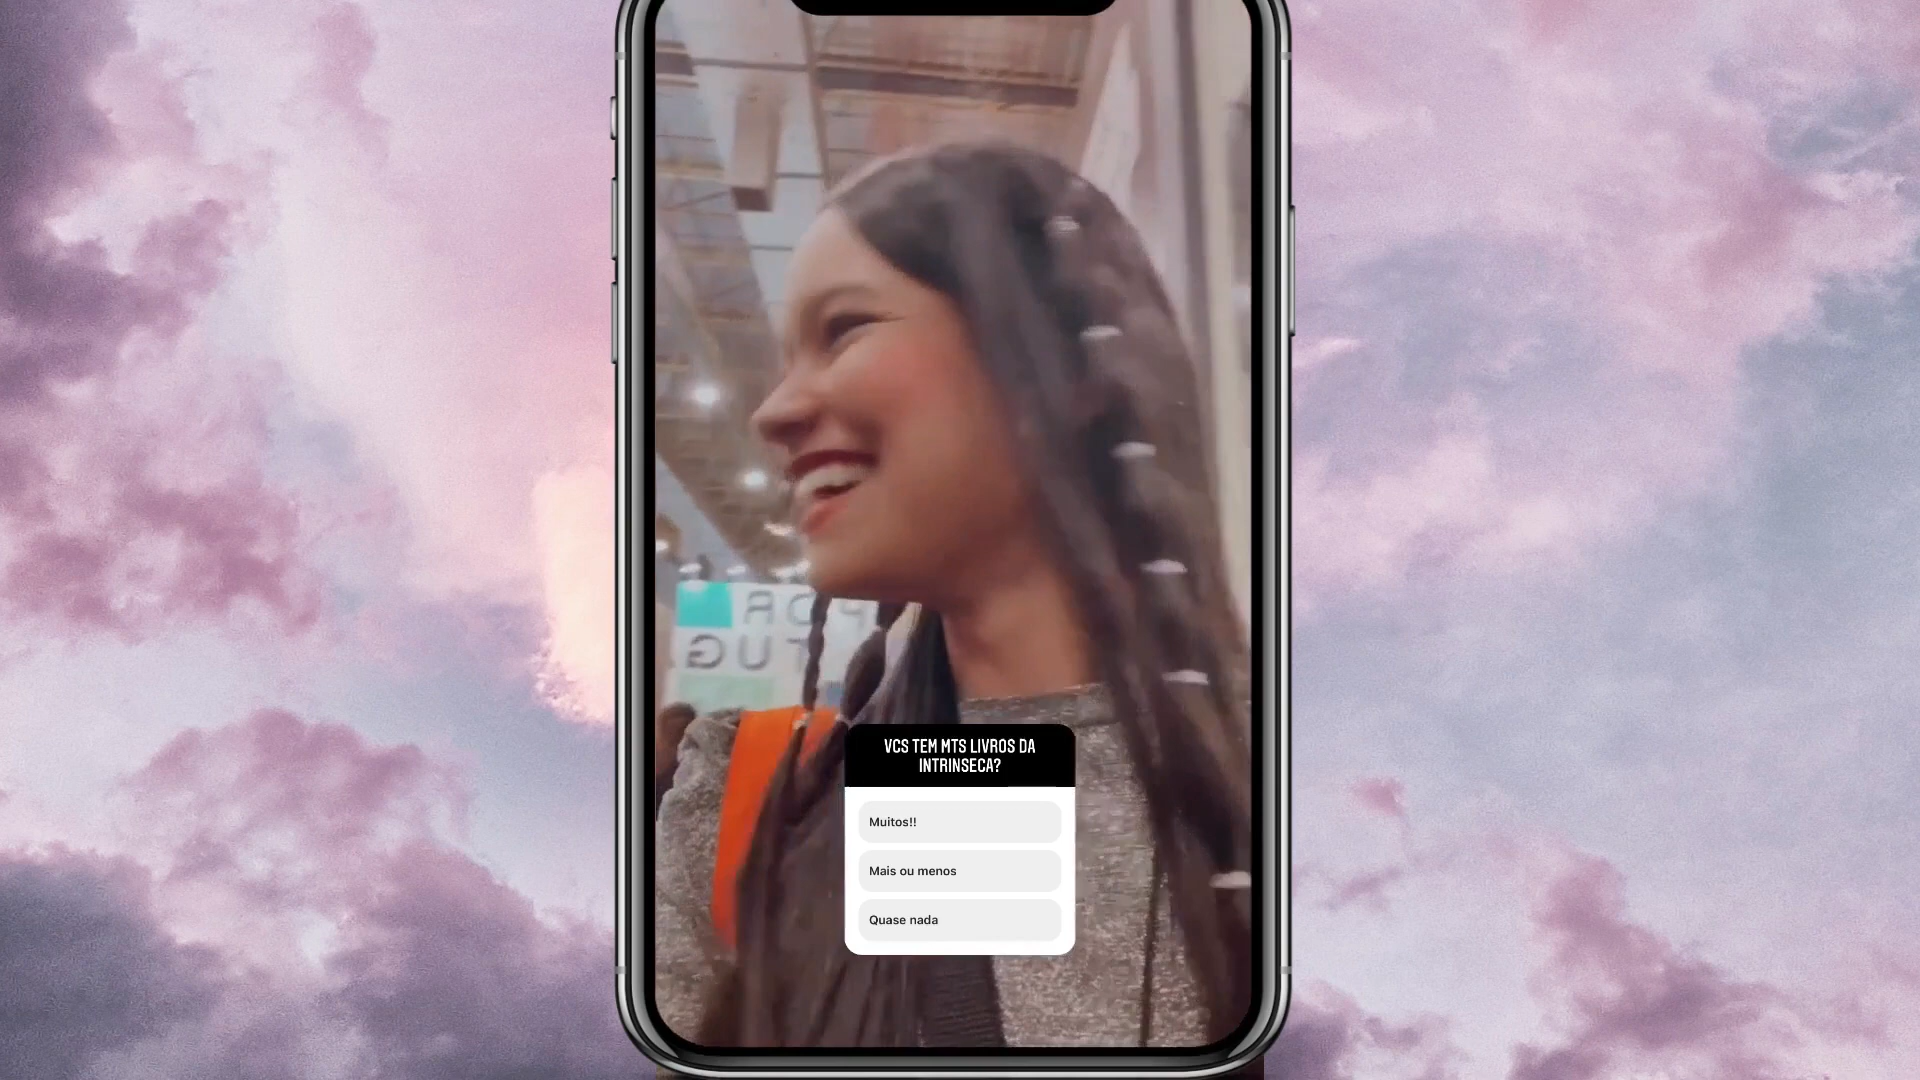 VCS TEM MTS LIVROS DA
INTRINSECA?
Muitos!!
Mais ou menos
Quase nada